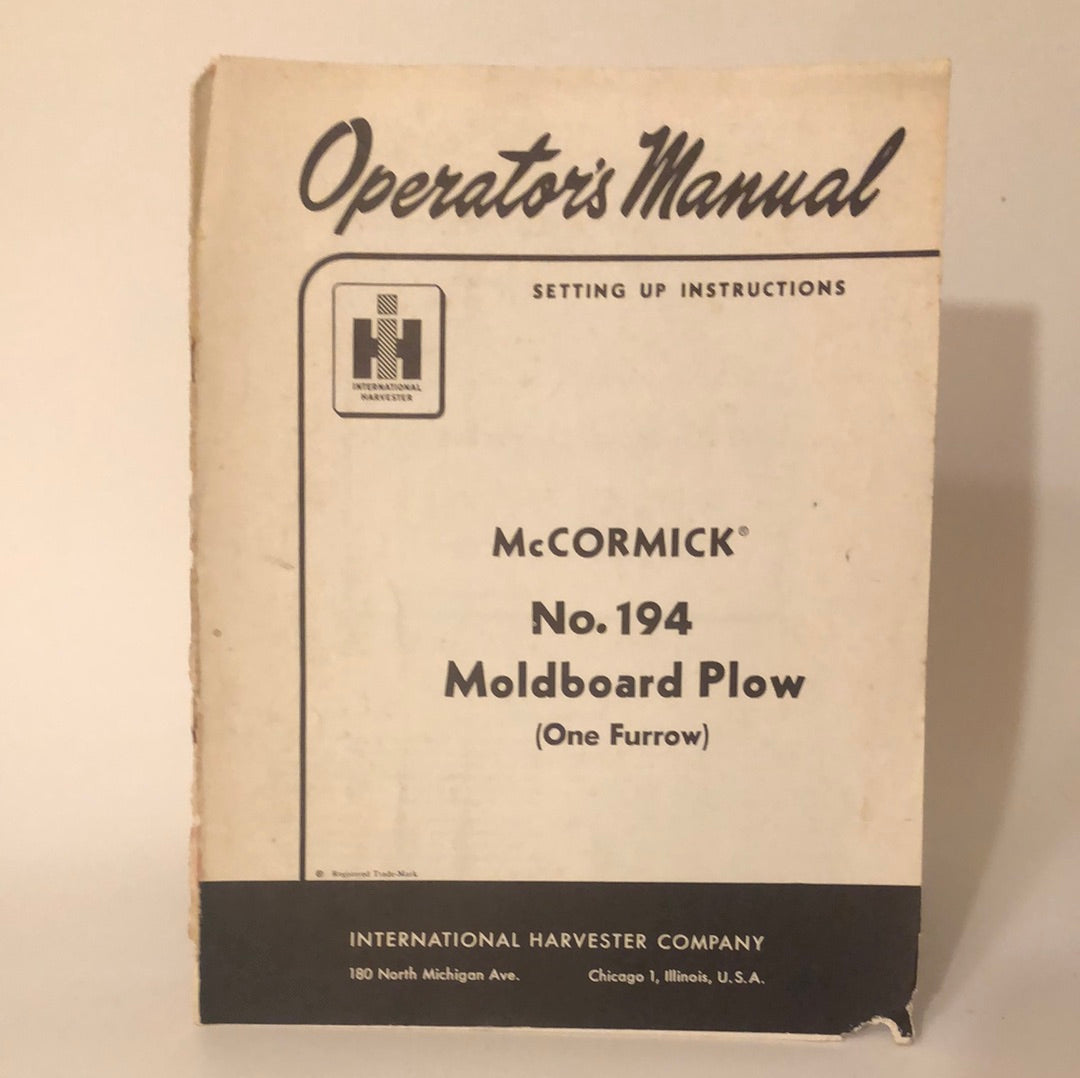 Operator's Manual
SETTING UP INSTRUCTIONS
IH
INTERNATIONAL
HARVESTER
McCORMICK®
No. 194
Moldboard Plow
(One Furrow)
® Registered Trade-Mark
INTERNATIONAL HARVESTER COMPANY
180 North Michigan Ave. Chicago 1, Illinois, U.S.A.